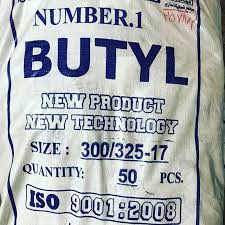 NUMBER.1
BUTYL
NEW PRODUCT
NEW TECHNOLOGY
SIZE : 300/325-17
QUANTITY: 50 PCS.
ISO 9001:2008